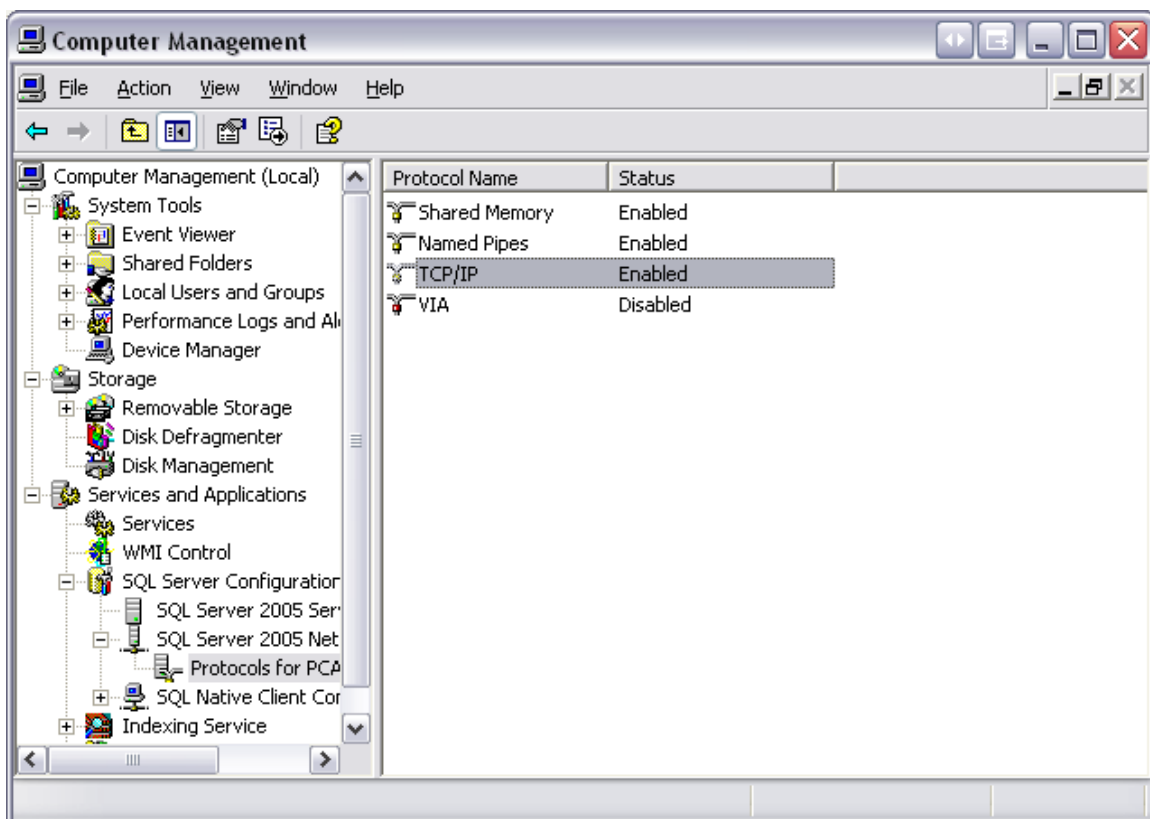 Computer Management
File Action View Window Help
Computer Management (Local)
System Tools
Event Viewer
Shared Folders
Local Users and Groups
Performance Logs and Al
Device Manager
Storage
Removable Storage
Disk Defragmenter
Disk Management
Services and Applications
Services
WMI Control
SQL Server Configuration
SQL Server 2005 Ser
SQL Server 2005 Net
Protocols for PCA
SQL Native Client Cor
Indexing Service
Protocol Name Status
Shared Memory Enabled
Named Pipes Enabled
TCP/IP Enabled
VIA Disabled